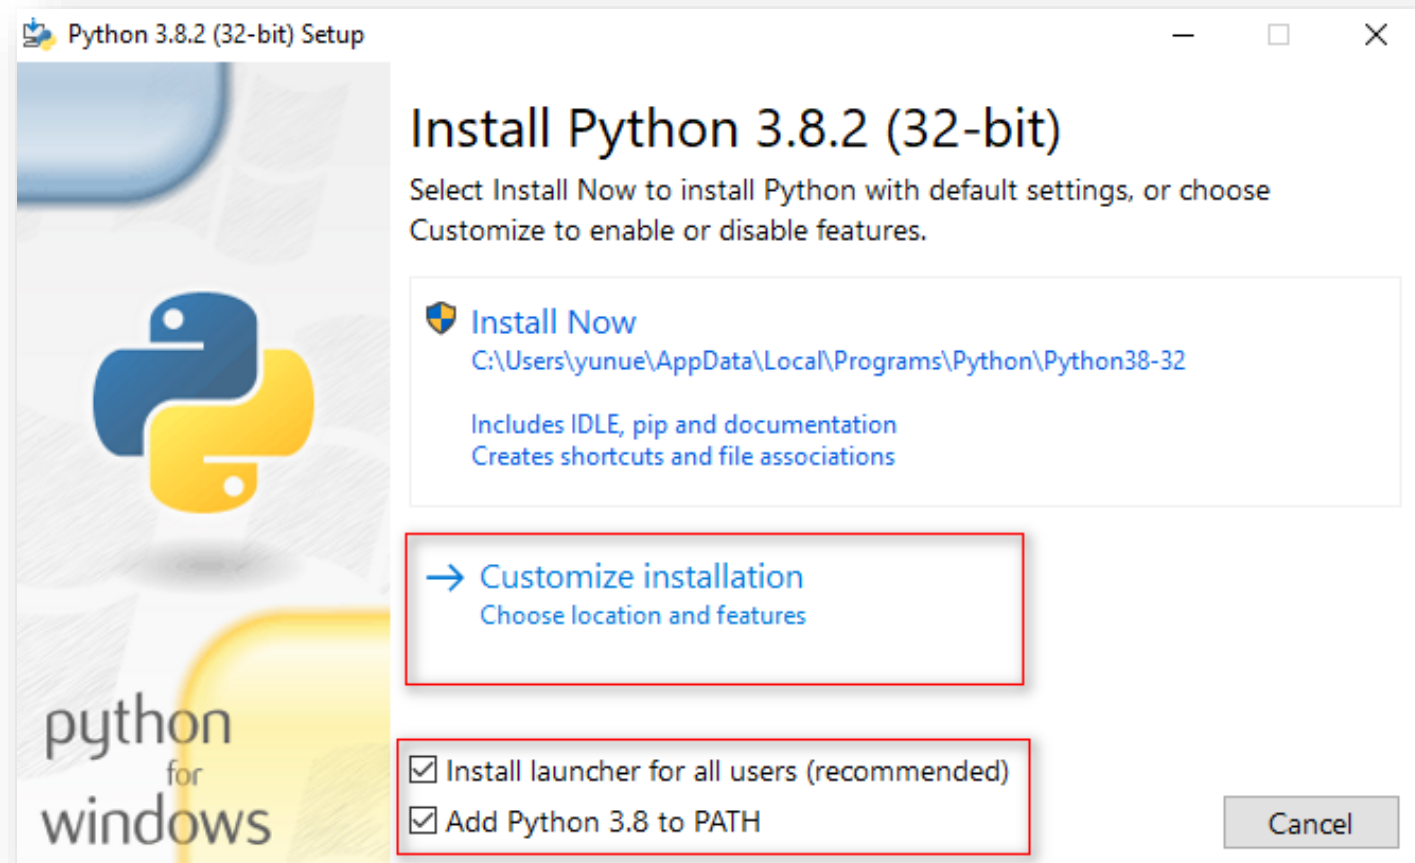 Python 3.8.2 (32-bit) Setup
Install Python 3.8.2 (32-bit)
Select Install Now to install Python with default settings, or choose
Customize to enable or disable features.
Install Now
C:\Users\yunue\AppData\Local\Programs\Python\Python38-32
Includes IDLE, pip and documentation
Creates shortcuts and file associations
Customize installation
Choose location and features
python
for
windows
Install launcher for all users (recommended)
Add Python 3.8 to PATH
Cancel